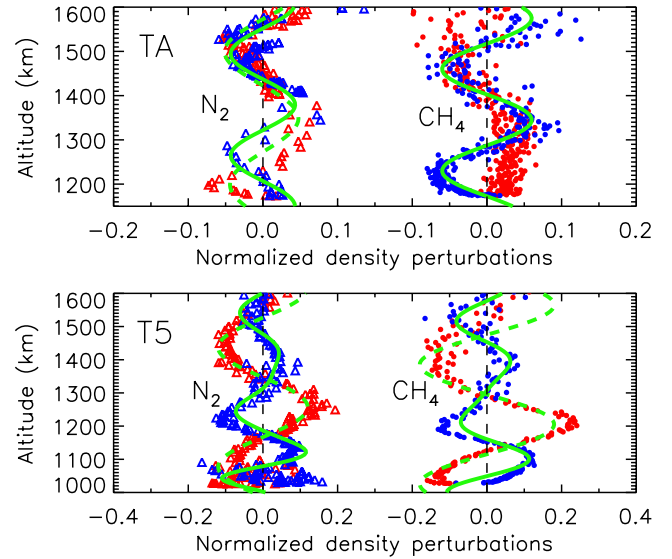 1600
1500
1400
1300
1200
Altitude (km)
TA
N2
CH4
−0.2 −0.1 0.0 0.1 −0.1 0.0 0.1 0.2
Normalized density perturbations
1600
1500
1400
1300
1200
1100
1000
Altitude (km)
T5
N2
CH4
−0.4 −0.2 0.0 0.2 −0.2 0.0 0.2 0.4
Normalized density perturbations